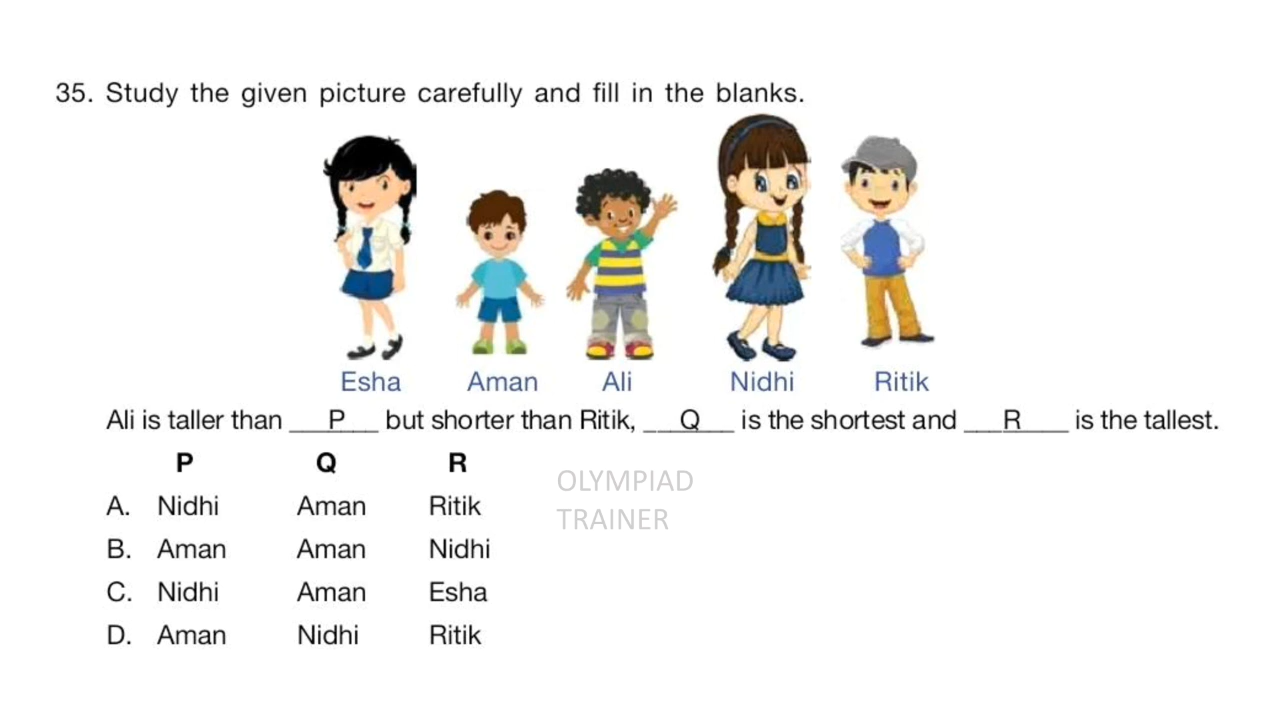 35. Study the given picture carefully and fill in the blanks.
Esha Aman Ali Nidhi Ritik
Ali is taller than ___P___ but shorter than Ritik, ___Q___ is the shortest and ___R___ is the tallest.
P Q R
A. Nidhi Aman Ritik
B. Aman Aman Nidhi
C. Nidhi Aman Esha
D. Aman Nidhi Ritik
OLYMPIAD
TRAINER